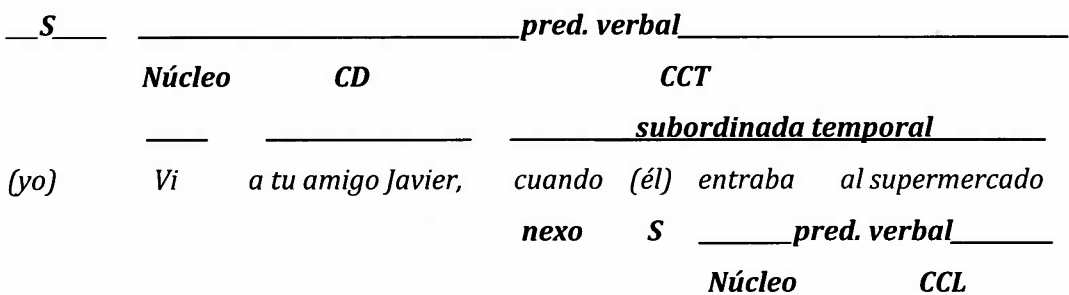 S pred. verbal
Núcleo CD CCT
subordinada temporal
(yo) Vi a tu amigo Javier, cuando (él) entraba al supermercado
nexo S pred. verbal
Núcleo CCL